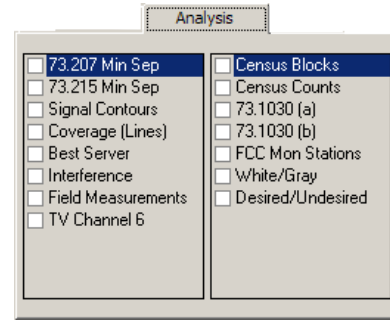 Analysis
73.207 Min Sep
73.215 Min Sep
Signal Contours
Coverage (Lines)
Best Server
Interference
Field Measurements
TV Channel 6
Census Blocks
Census Counts
73.1030 (a)
73.1030 (b)
FCC Mon Stations
White/Gray
Desired/Undesired